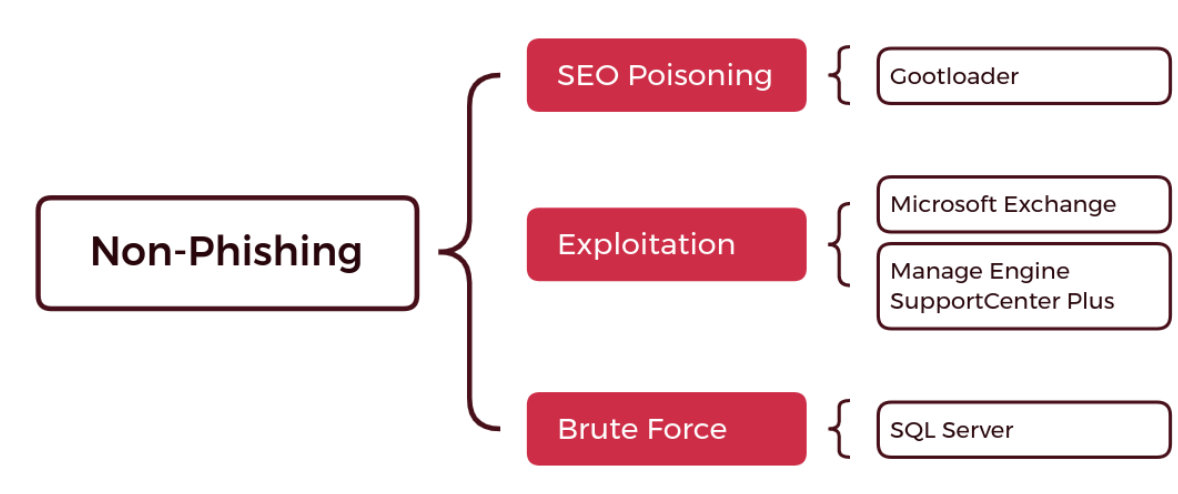 Non-Phishing
SEO Poisoning
Gootloader
Exploitation
Microsoft Exchange
Manage Engine
SupportCenter Plus
Brute Force
SQL Server